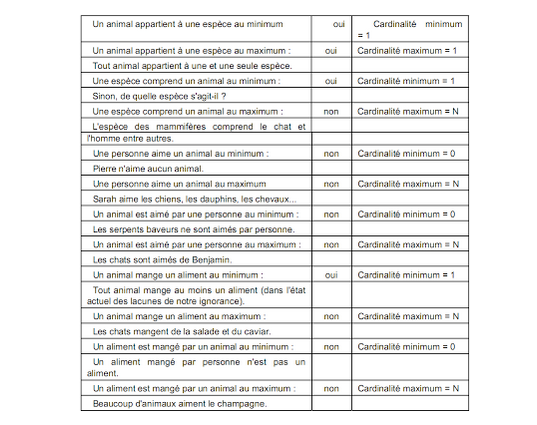 Un animal appartient à une espèce au minimum oui Cardinalité minimum
= 1
Un animal appartient à une espèce au maximum : oui Cardinalité maximum = 1
Tout animal appartient à une et une seule espèce.
Une espèce comprend un animal au minimum : oui Cardinalité minimum = 1
Sinon, de quelle espèce s'agit-il ?
Une espèce comprend un animal au maximum : non Cardinalité maximum = N
L'espèce des mammifères comprend le chat et
l'homme entre autres.
Une personne aime un animal au minimum : non Cardinalité minimum = 0
Pierre n'aime aucun animal.
Une personne aime un animal au maximum non Cardinalité maximum = N
Sarah aime les chiens, les dauphins, les chevaux...
Un animal est aimé par une personne au minimum : non Cardinalité minimum = 0
Les serpents baveurs ne sont aimés par personne.
Un animal est aimé par une personne au maximum : non Cardinalité maximum = N
Les chats sont aimés de Benjamin.
Un animal mange un aliment au minimum : oui Cardinalité minimum = 1
Tout animal mange au moins un aliment (dans l'état
actuel des lacunes de notre ignorance).
Un animal mange un aliment au maximum : non Cardinalité maximum = N
Les chats mangent de la salade et du caviar.
Un aliment est mangé par un animal au minimum : non Cardinalité minimum = 0
Un aliment mangé par personne n'est pas un
aliment.
Un aliment est mangé par un animal au maximum : non Cardinalité maximum = N
Beaucoup d'animaux aiment le champagne.